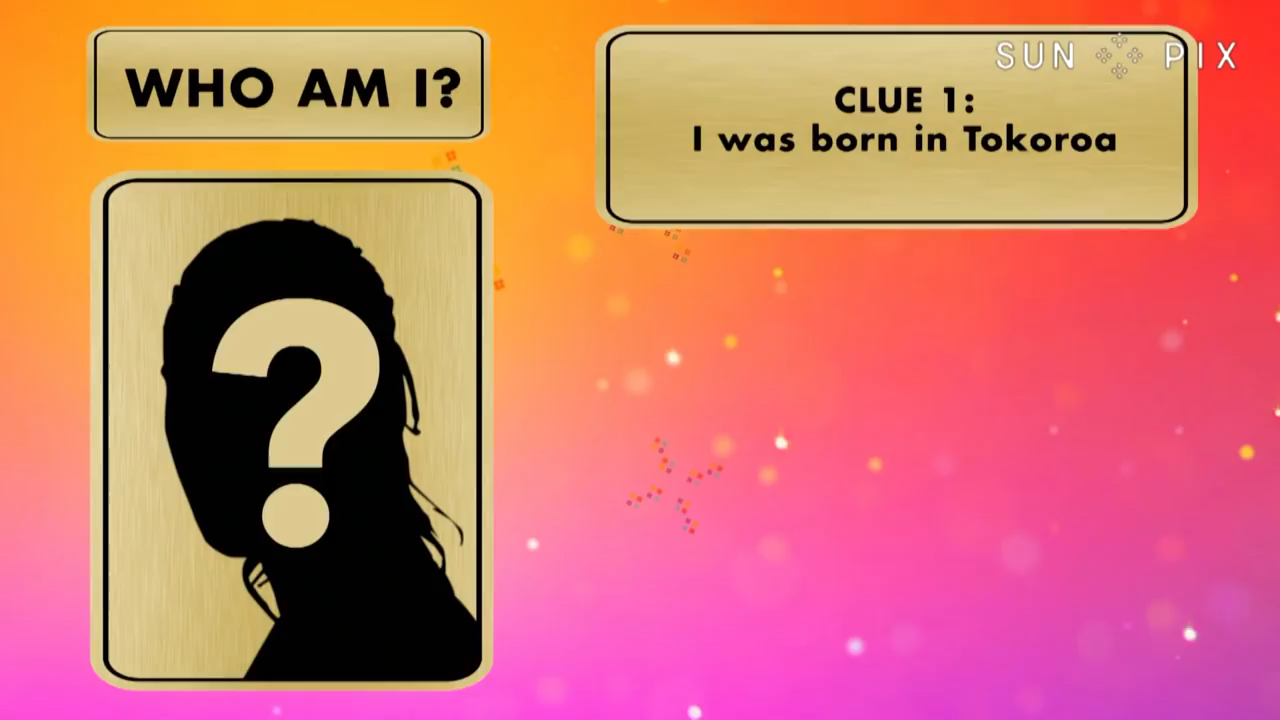 WHO AM I?
SUN PIX
CLUE 1:
I was born in Tokoroa
?